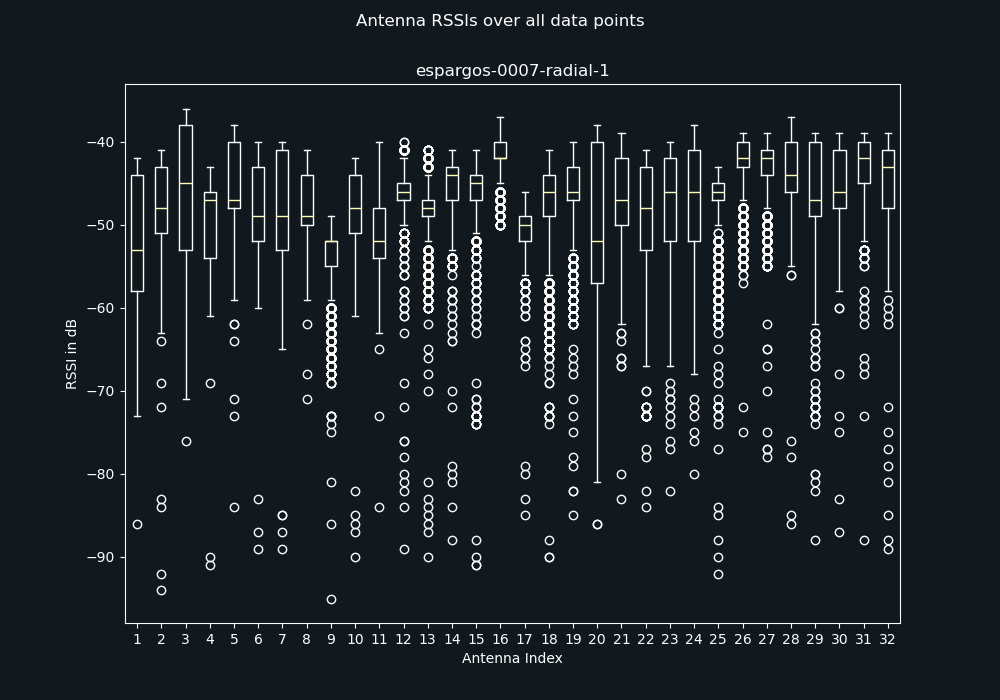 Antenna RSSIs over all data points
espargos-0007-radial-1
−40
−50
−60
−70
−80
−90
RSSI in dB
1 2 3 4 5 6 7 8 9 10 11 12 13 14 15 16 17 18 19 20 21 22 23 24 25 26 27 28 29 30 31 32
Antenna Index